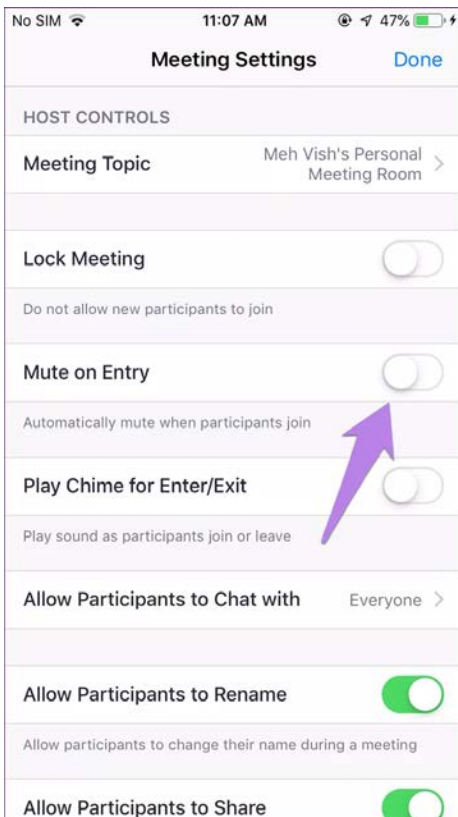 No SIM 11:07 AM 47%
Meeting Settings Done
HOST CONTROLS
Meeting Topic Meh Vish's Personal
Meeting Room
Lock Meeting
Do not allow new participants to join
Mute on Entry
Automatically mute when participants join
Play Chime for Enter/Exit
Play sound as participants join or leave
Allow Participants to Chat with Everyone
Allow Participants to Rename
Allow participants to change their name during a meeting
Allow Participants to Share